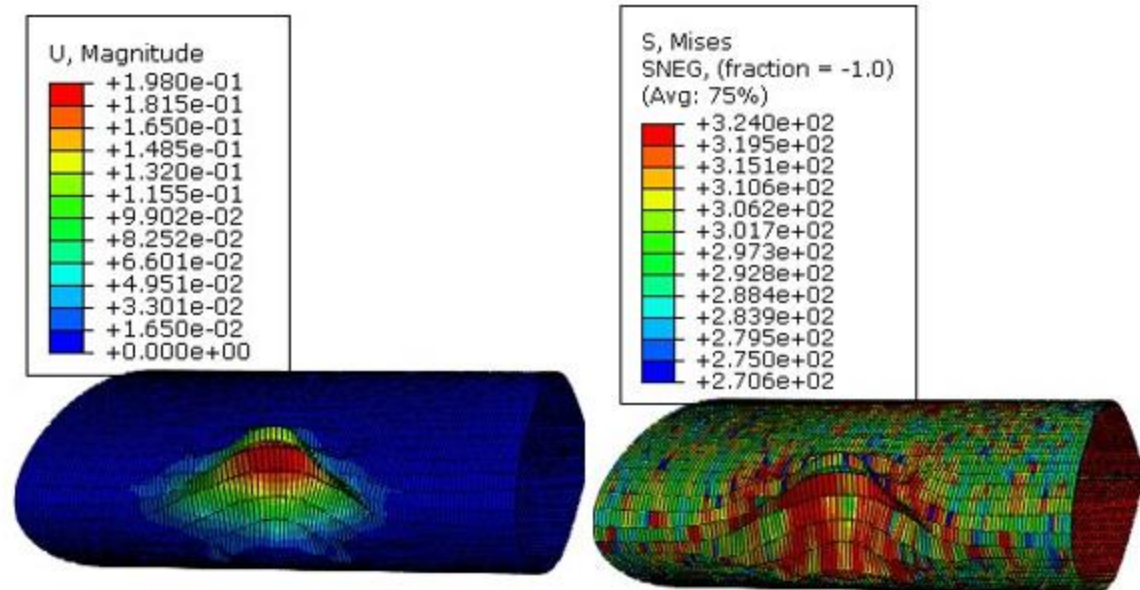 U, Magnitude
+1.980e-01
+1.815e-01
+1.650e-01
+1.485e-01
+1.320e-01
+1.155e-01
+9.902e-02
+8.252e-02
+6.601e-02
+4.951e-02
+3.301e-02
+1.650e-02
+0.000e+00
S, Mises
SNEG, (fraction = -1.0)
(Avg: 75%)
+3.240e+02
+3.195e+02
+3.151e+02
+3.106e+02
+3.062e+02
+3.017e+02
+2.973e+02
+2.928e+02
+2.884e+02
+2.839e+02
+2.795e+02
+2.750e+02
+2.706e+02